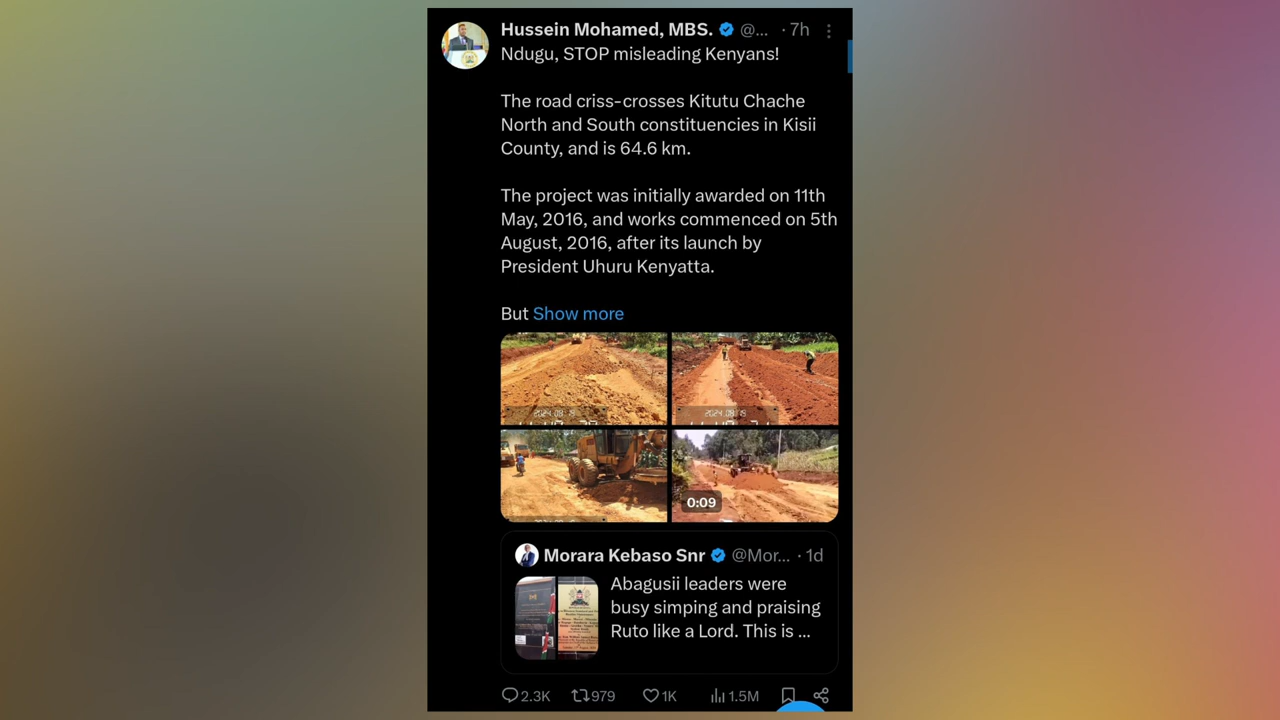 Hussein Mohamed, MBS. @... · 7h
Ndugu, STOP misleading Kenyans!
The road criss-crosses Kitutu Chache
North and South constituencies in Kisii
County, and is 64.6 km.
The project was initially awarded on 11th
May, 2016, and works commenced on 5th
August, 2016, after its launch by
President Uhuru Kenyatta.
But Show more
0:09
Morara Kebaso Snr @Mor... · 1d
Abagusii leaders were
busy simping and praising
Ruto like a Lord. This is ...
2.3K 979 1K 1.5M